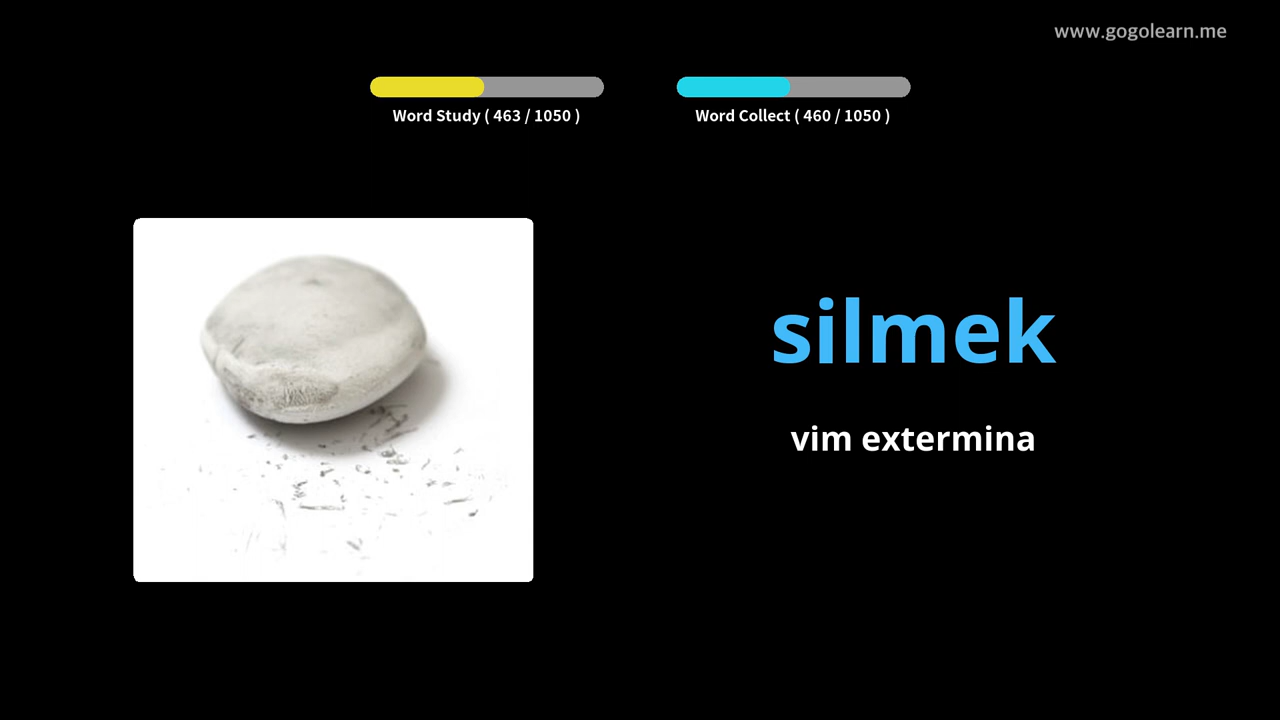 www.gogolearn.me
Word Study ( 463 / 1050 )
Word Collect ( 460 / 1050 )
silmek
vim extermina